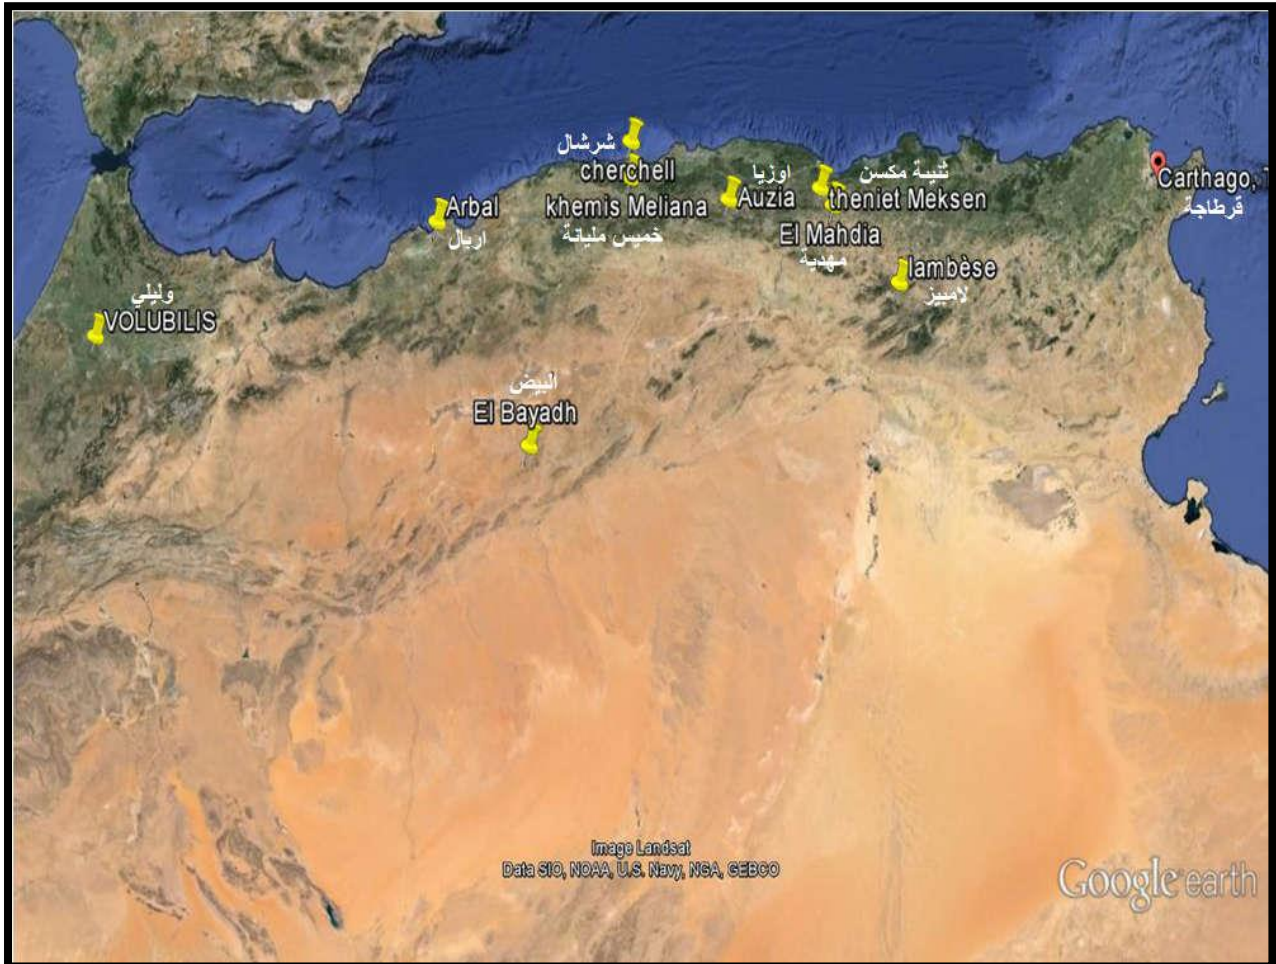 شرشال
cherchell
khemis Meliana
خميس مليانة
Arbal
اربال
اوزيا
Auzia
ثنية مكسن
theniet Meksen
El Mahdia
مهدية
Carthago, T
قرطاجة
lambèse
لامبيز
وليلي
VOLUBILIS
البيض
El Bayadh
Image Landsat
Data SIO, NOAA, U.S. Navy, NGA, GEBCO
Google earth